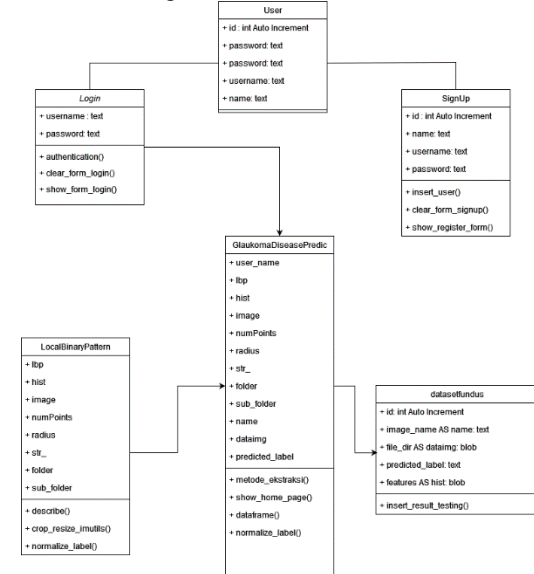 User
+ id : int Auto Increment
+ password: text
+ password: text
+ username: text
+ name: text
Login
+ username : text
+ password: text
+ authentication()
+ clear_form_login()
+ show_form_login()
SignUp
+ id : int Auto Increment
+ name: text
+ username: text
+ password: text
+ insert_user()
+ clear_form_signup()
+ show_register_form()
GlaukomaDiseasePredic
+ user_name
+ lbp
+ hist
+ image
+ numPoints
+ radius
+ str_
+ folder
+ sub_folder
+ name
+ dataimg
+ predicted_label
+ metode_ekstraksi()
+ show_home_page()
+ dataframe()
+ normalize_label()
LocalBinaryPattern
+ lbp
+ hist
+ image
+ numPoints
+ radius
+ str_
+ folder
+ sub_folder
+ describe()
+ crop_resize_imutils()
+ normalize_label()
datasetfundus
+ id: int Auto Increment
+ image_name AS name: text
+ file_dir AS dataimg: blob
+ predicted_label: text
+ features AS hist: blob
+ insert_result_testing()